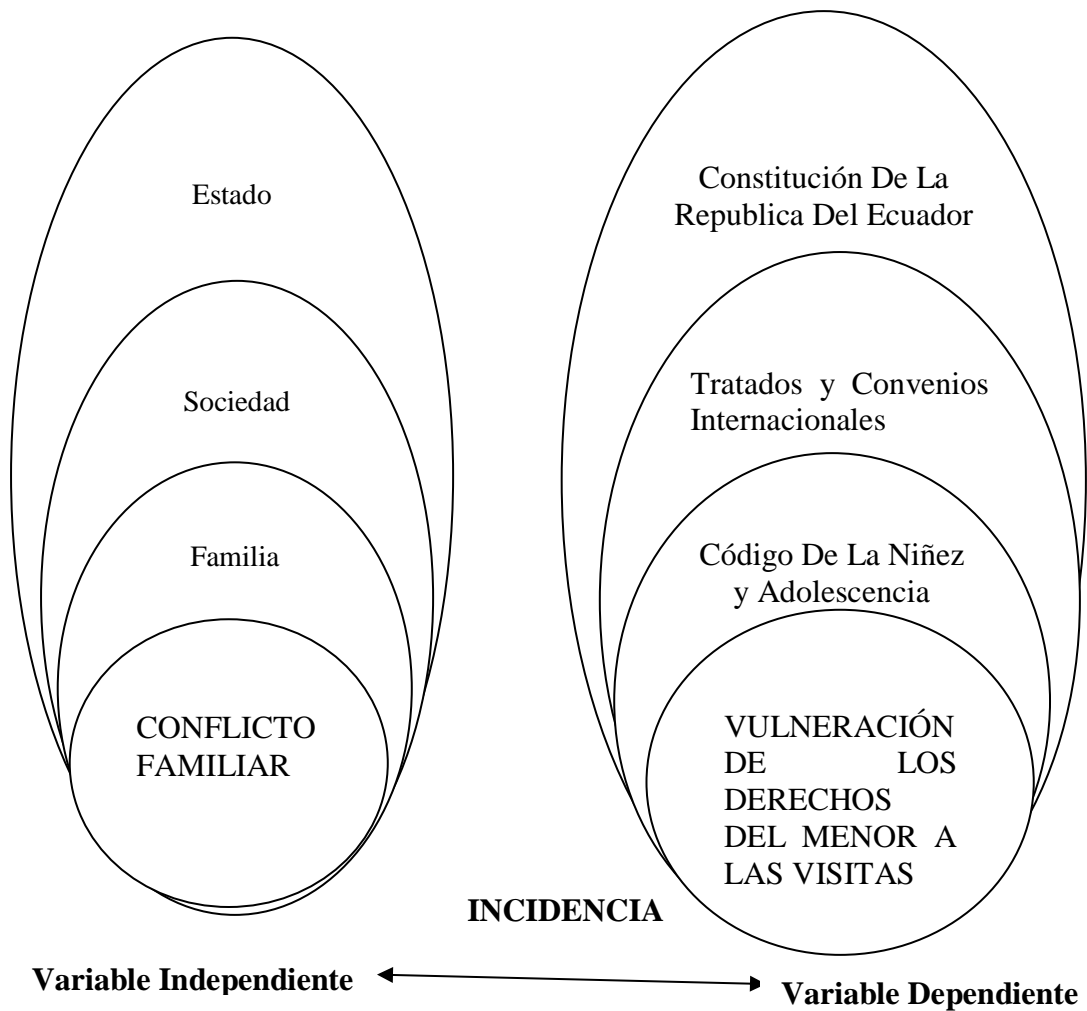 Estado
Sociedad
Familia
CONFLICTO
FAMILIAR
Constitución De La
Republica Del Ecuador
Tratados y Convenios
Internacionales
Código De La Niñez
y Adolescencia
VULNERACIÓN
DE LOS
DERECHOS
DEL MENOR A
LAS VISITAS
INCIDENCIA
Variable Independiente
Variable Dependiente